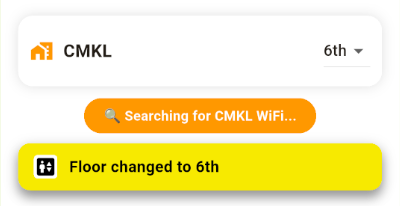 CMKL 6th
🔍 Searching for CMKL WiFi...
Floor changed to 6th